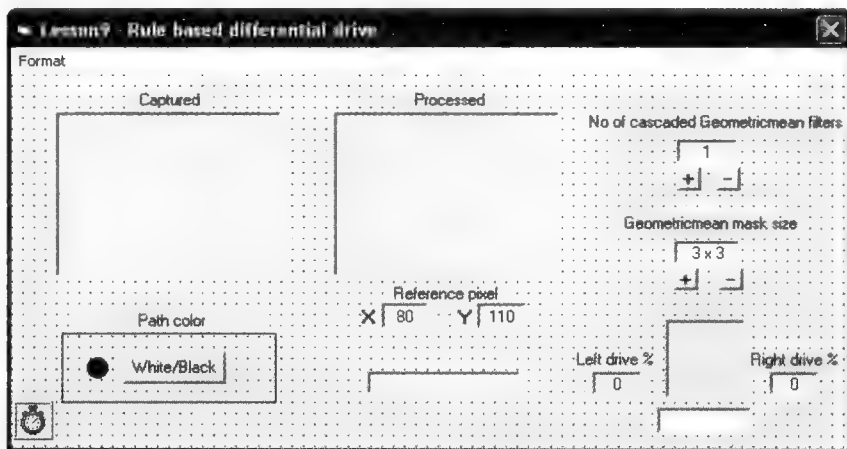 Lesson9 - Rule based differential drive
Format
Captured
Processed
No of cascaded Geometricmean filters
1
+ -
Geometricmean mask size
3 x 3
+ -
Reference pixel
X 80 Y 110
Path color
White/Black
Left drive %
0
Right drive %
0